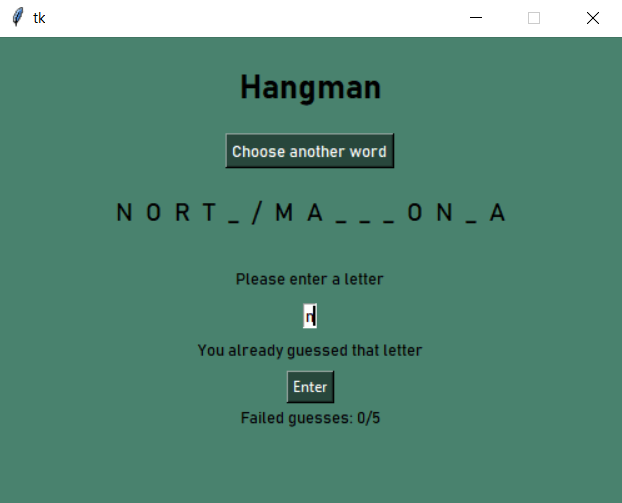 tk
Hangman
Choose another word
N O R T _ / M A _ _ _ O N _ A
Please enter a letter
n
You already guessed that letter
Enter
Failed guesses: 0/5